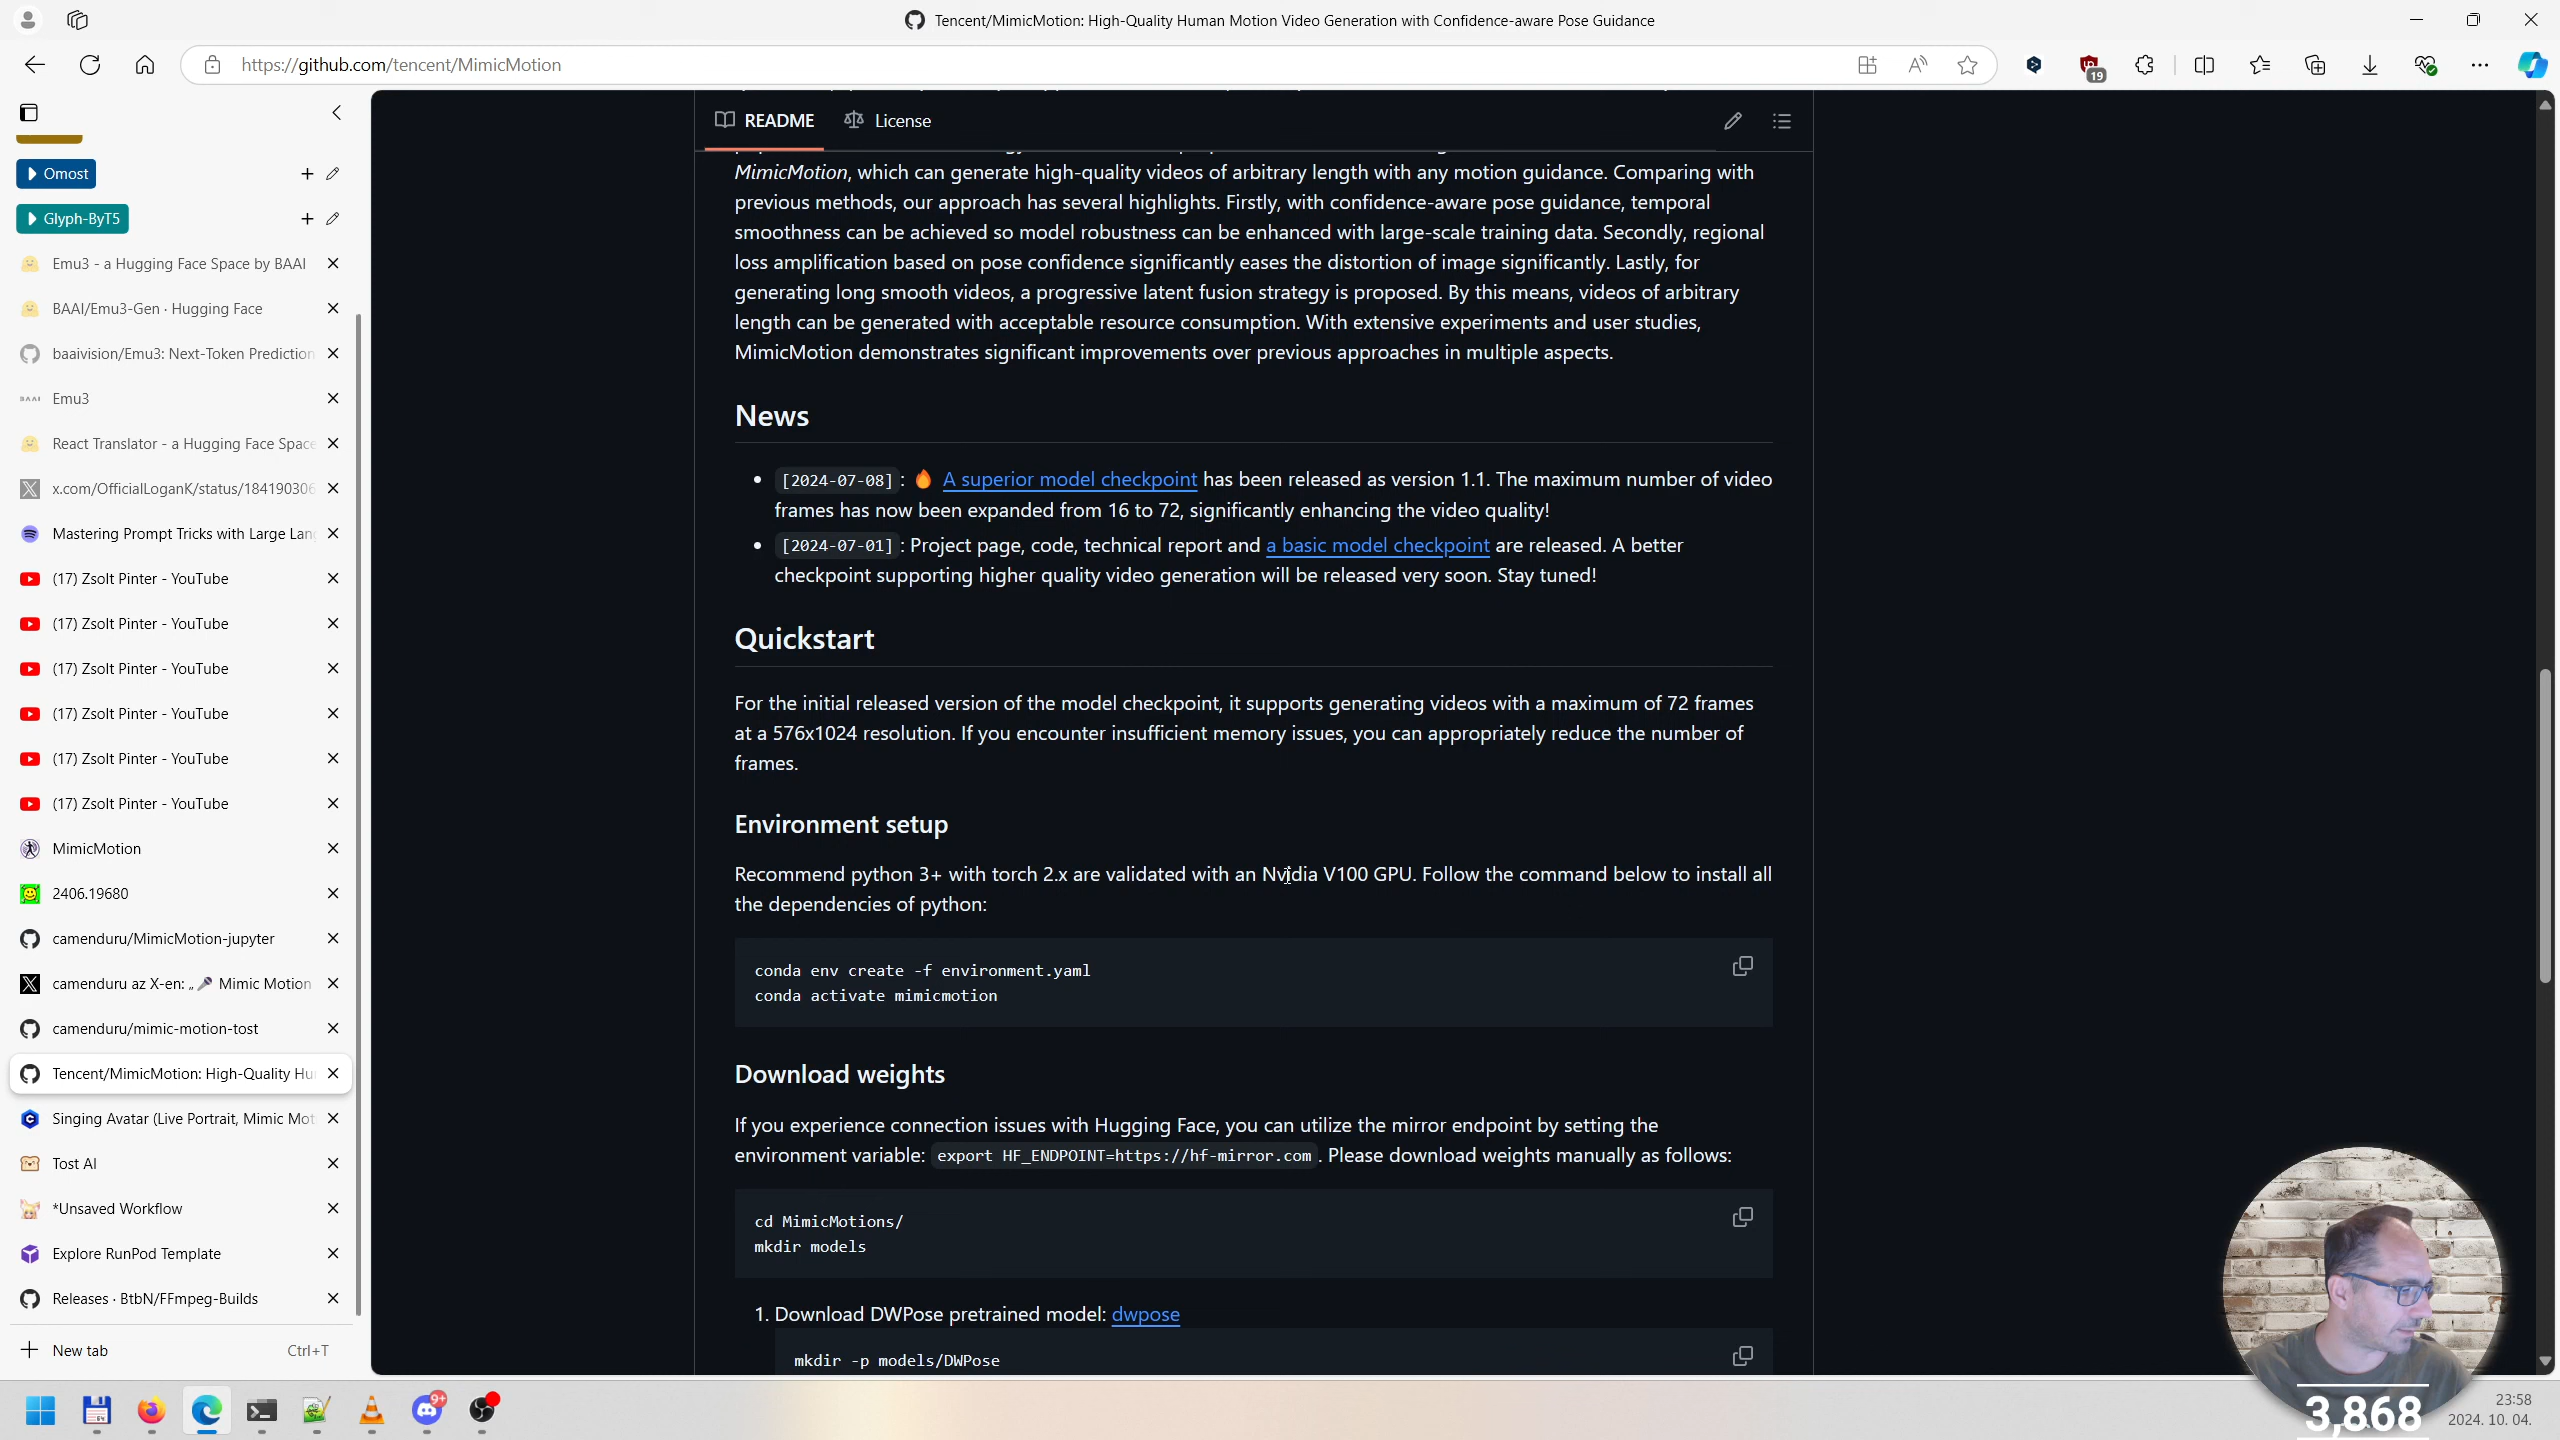 Tencent/MimicMotion: High-Quality Human Motion Video Generation with Confidence-aware Pose Guidance
https://github.com/tencent/MimicMotion
19
Omost
Glyph-ByT5
Emu3 - a Hugging Face Space by BAAI
BAAI/Emu3-Gen · Hugging Face
baaivision/Emu3: Next-Token Prediction
Emu3
React Translator - a Hugging Face Space
x.com/OfficialLoganK/status/184190306
Mastering Prompt Tricks with Large Lang
(17) Zsolt Pinter - YouTube
(17) Zsolt Pinter - YouTube
(17) Zsolt Pinter - YouTube
(17) Zsolt Pinter - YouTube
(17) Zsolt Pinter - YouTube
(17) Zsolt Pinter - YouTube
MimicMotion
2406.19680
camenduru/MimicMotion-jupyter
camenduru az X-en: „🎤 Mimic Motion
camenduru/mimic-motion-tost
Tencent/MimicMotion: High-Quality Hu
Singing Avatar (Live Portrait, Mimic Mot
Tost AI
*Unsaved Workflow
Explore RunPod Template
Releases · BtbN/FFmpeg-Builds
New tab Ctrl+T
README License
MimicMotion, which can generate high-quality videos of arbitrary length with any motion guidance. Comparing with
previous methods, our approach has several highlights. Firstly, with confidence-aware pose guidance, temporal
smoothness can be achieved so model robustness can be enhanced with large-scale training data. Secondly, regional
loss amplification based on pose confidence significantly eases the distortion of image significantly. Lastly, for
generating long smooth videos, a progressive latent fusion strategy is proposed. By this means, videos of arbitrary
length can be generated with acceptable resource consumption. With extensive experiments and user studies,
MimicMotion demonstrates significant improvements over previous approaches in multiple aspects.
News
• [2024-07-08]: 🔥 A superior model checkpoint has been released as version 1.1. The maximum number of video
frames has now been expanded from 16 to 72, significantly enhancing the video quality!
• [2024-07-01]: Project page, code, technical report and a basic model checkpoint are released. A better
checkpoint supporting higher quality video generation will be released very soon. Stay tuned!
Quickstart
For the initial released version of the model checkpoint, it supports generating videos with a maximum of 72 frames
at a 576x1024 resolution. If you encounter insufficient memory issues, you can appropriately reduce the number of
frames.
Environment setup
Recommend python 3+ with torch 2.x are validated with an Nvidia V100 GPU. Follow the command below to install all
the dependencies of python:
conda env create -f environment.yaml
conda activate mimicmotion
Download weights
If you experience connection issues with Hugging Face, you can utilize the mirror endpoint by setting the
environment variable: export HF_ENDPOINT=https://hf-mirror.com. Please download weights manually as follows:
cd MimicMotions/
mkdir models
1. Download DWPose pretrained model: dwpose
mkdir -p models/DWPose
9+
3,868
23:58
2024. 10. 04.